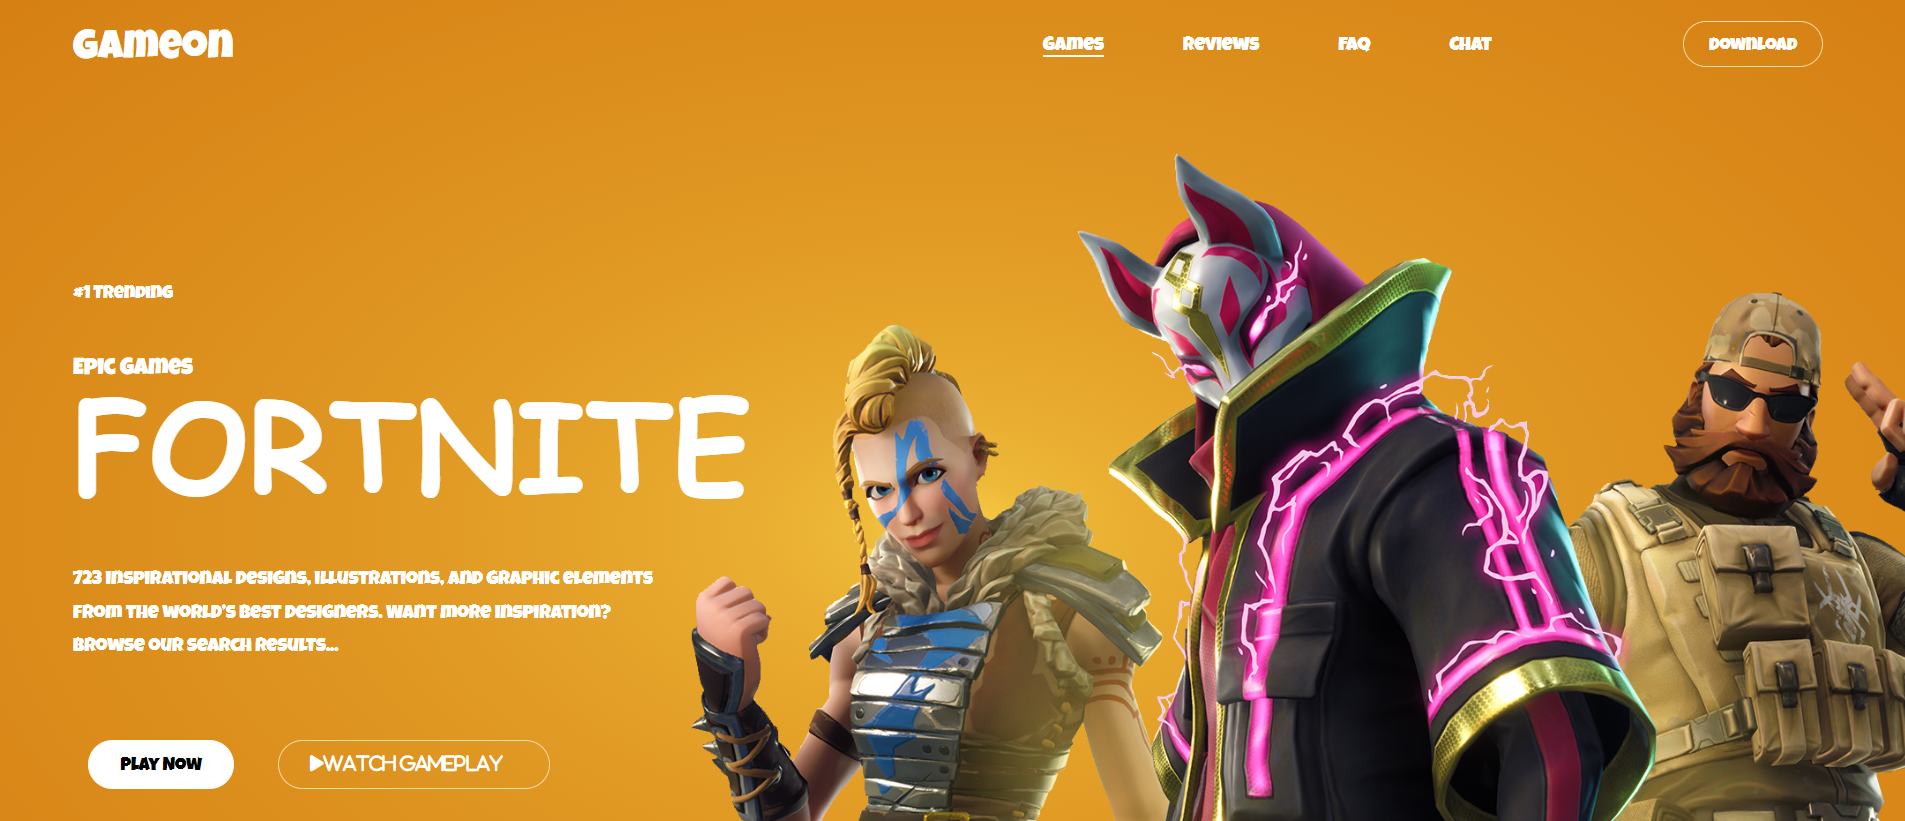 GAMEON
Games Reviews FAQ CHAT DOWNLOAD
#1 Trending
Epic Games
FORTNITE
723 inspirational designs, illustrations, and graphic elements
from the world's best designers. Want more inspiration?
Browse our search results...
Play Now WATCH GAMEPLAY